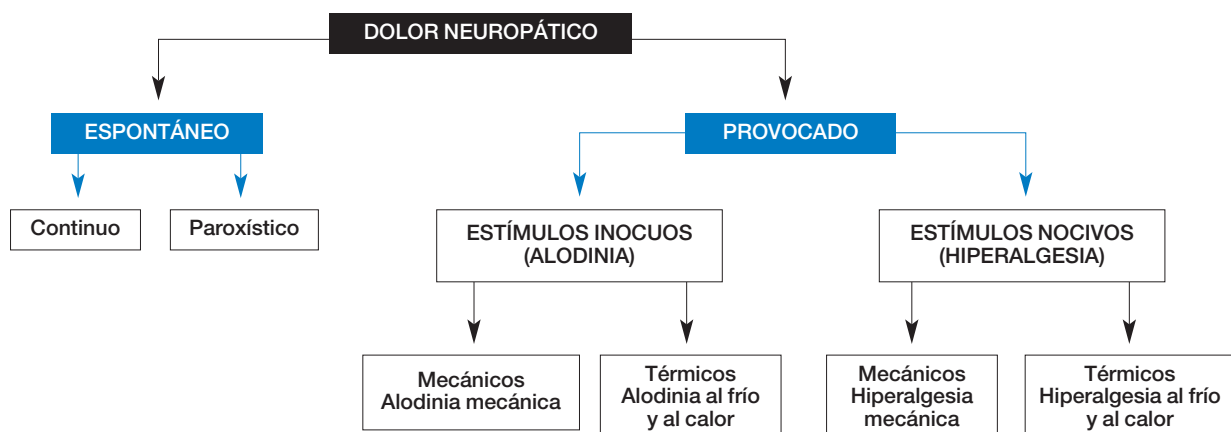 DOLOR NEUROPÁTICO
ESPONTÁNEO
PROVOCADO
Continuo
Paroxístico
ESTÍMULOS INOCUOS
(ALODINIA)
ESTÍMULOS NOCIVOS
(HIPERALGESIA)
Mecánicos
Alodinia mecánica
Térmicos
Alodinia al frío
y al calor
Mecánicos
Hiperalgesia
mecánica
Térmicos
Hiperalgesia al frío
y al calor